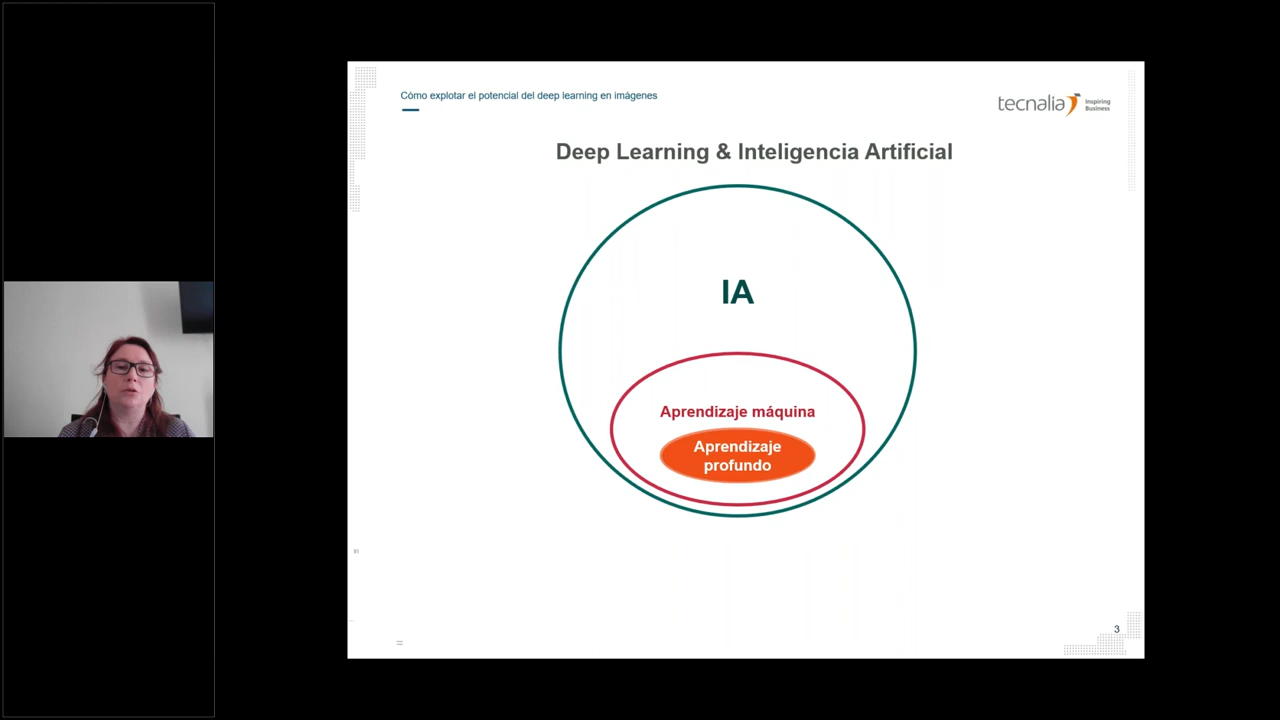 Cómo explotar el potencial del deep learning en imágenes
tecnalia
Inspiring
Business
Deep Learning & Inteligencia Artificial
IA
Aprendizaje máquina
Aprendizaje
profundo
3